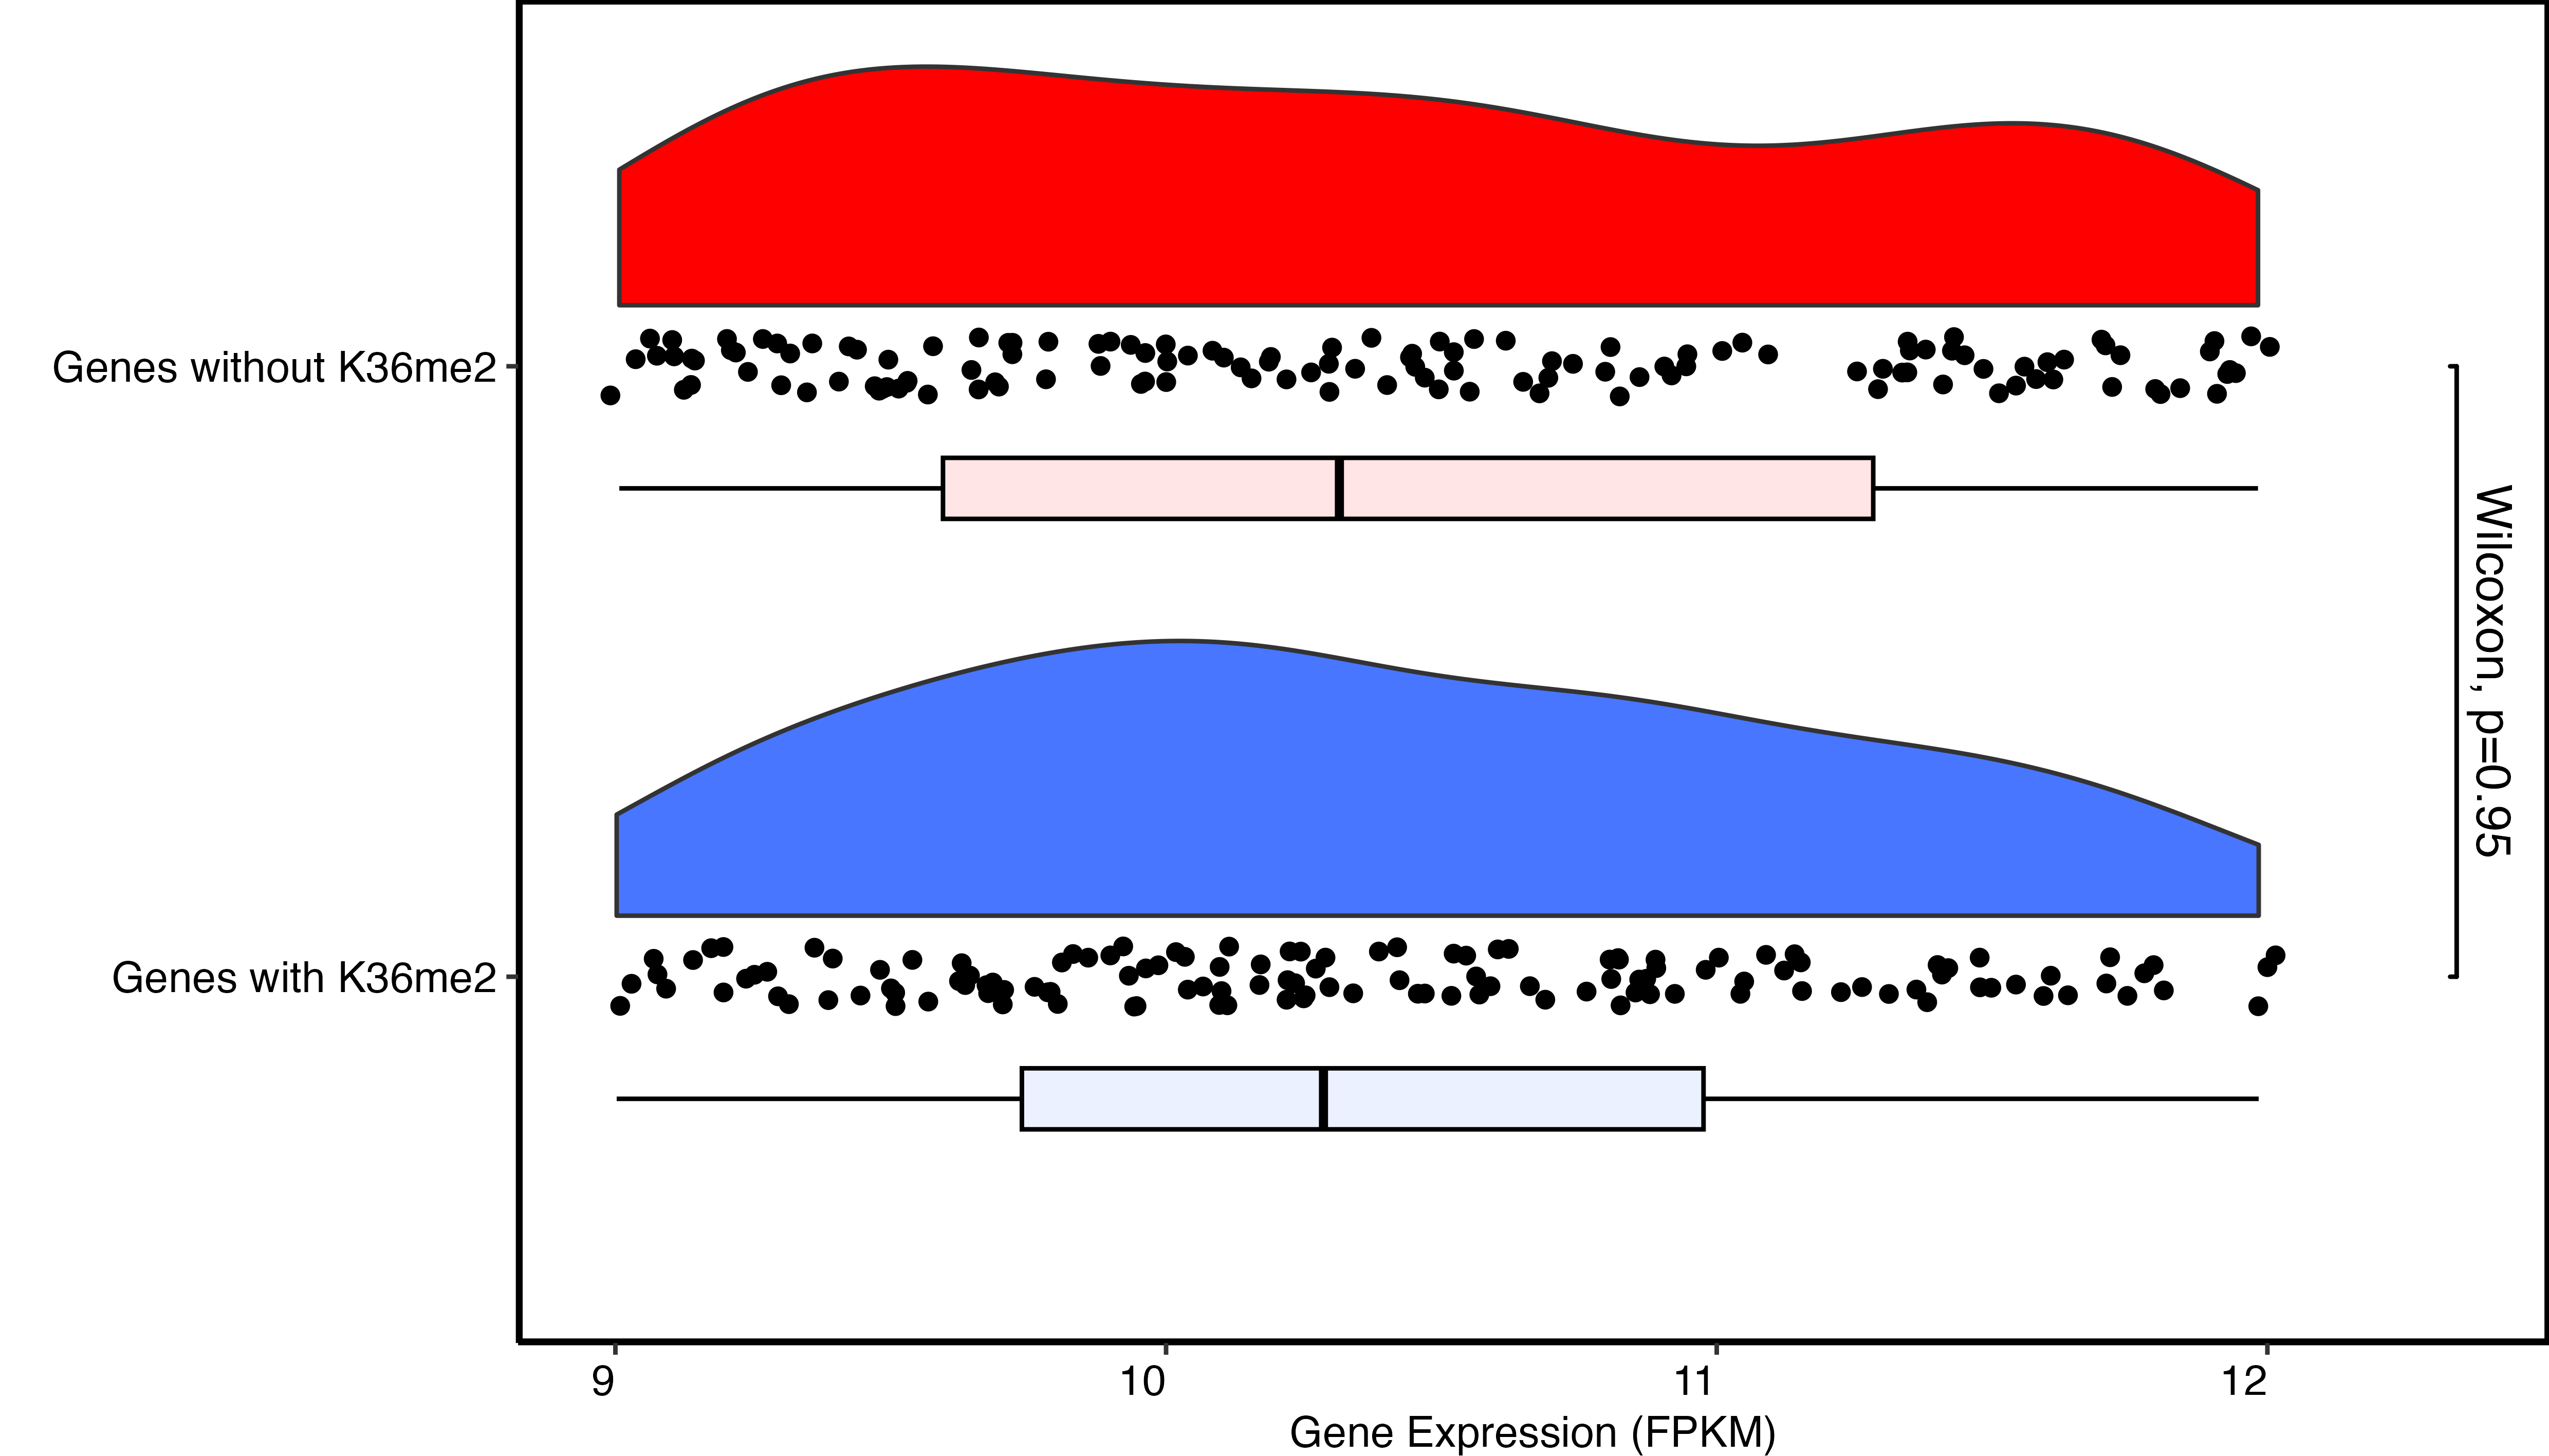 Genes without K36me2
Wilcoxon, p=0.95
Genes with K36me2
9 10 11 12
Gene Expression (FPKM)